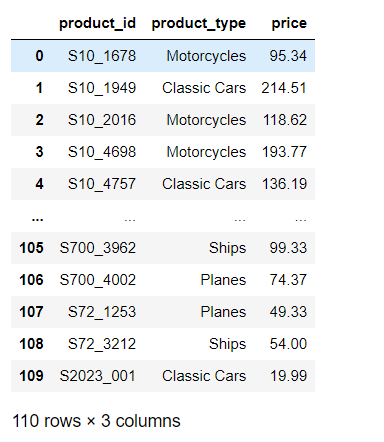 product_id product_type price
0 S10_1678 Motorcycles 95.34
1 S10_1949 Classic Cars 214.51
2 S10_2016 Motorcycles 118.62
3 S10_4698 Motorcycles 193.77
4 S10_4757 Classic Cars 136.19
... ... ... ...
105 S700_3962 Ships 99.33
106 S700_4002 Planes 74.37
107 S72_1253 Planes 49.33
108 S72_3212 Ships 54.00
109 S2023_001 Classic Cars 19.99
110 rows × 3 columns